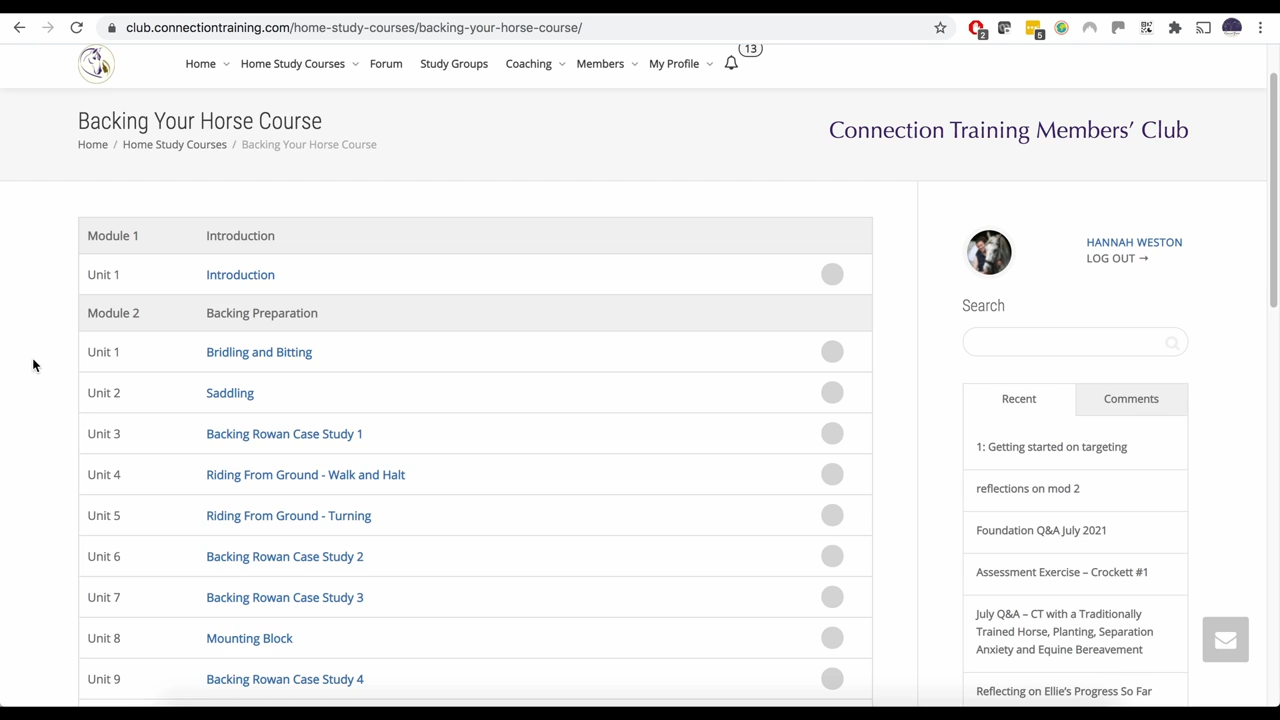 club.connectiontraining.com/home-study-courses/backing-your-horse-course/
2
5
13
Home
Home Study Courses
Forum
Study Groups
Coaching
Members
My Profile
Backing Your Horse Course
Home / Home Study Courses / Backing Your Horse Course
Connection Training Members' Club
Module 1 Introduction
Unit 1 Introduction
Module 2 Backing Preparation
Unit 1 Bridling and Bitting
Unit 2 Saddling
Unit 3 Backing Rowan Case Study 1
Unit 4 Riding From Ground - Walk and Halt
Unit 5 Riding From Ground - Turning
Unit 6 Backing Rowan Case Study 2
Unit 7 Backing Rowan Case Study 3
Unit 8 Mounting Block
Unit 9 Backing Rowan Case Study 4
HANNAH WESTON
LOG OUT →
Search
Recent
Comments
1: Getting started on targeting
reflections on mod 2
Foundation Q&A July 2021
Assessment Exercise – Crockett #1
July Q&A – CT with a Traditionally
Trained Horse, Planting, Separation
Anxiety and Equine Bereavement
Reflecting on Ellie's Progress So Far